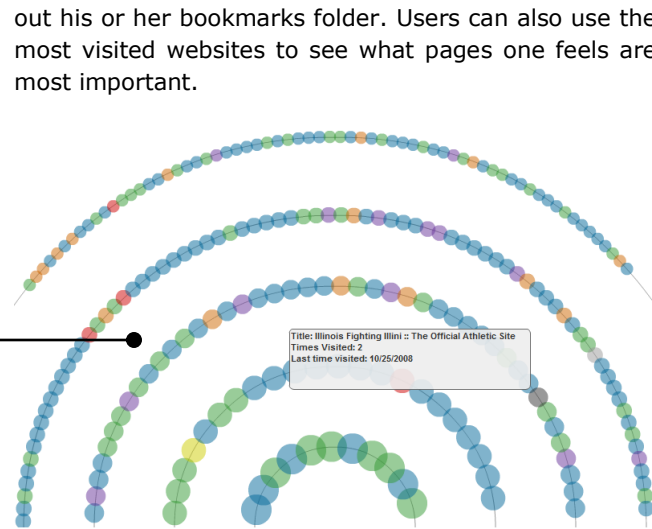 out his or her bookmarks folder. Users can also use the
most visited websites to see what pages one feels are
most important.
Title: Illinois Fighting Illini :: The Official Athletic Site
Times Visited: 2
Last time visited: 10/25/2008